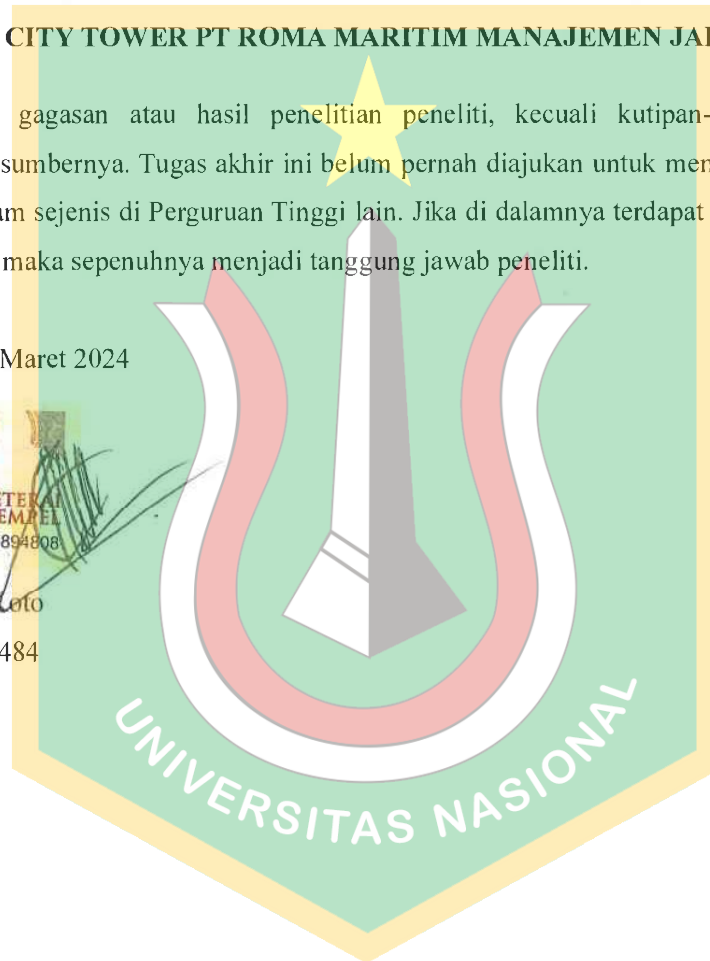 CITY TOWER PT ROMA MARITIM MANAJEMEN JA
gagasan atau hasil penelitian peneliti, kecuali kutipan-
sumbernya. Tugas akhir ini belum pernah diajukan untuk men
am sejenis di Perguruan Tinggi lain. Jika di dalamnya terdapat
maka sepenuhnya menjadi tanggung jawab peneliti.
Maret 2024
ETERAI
EMPEL
894808
oto
484
UNIVERSITAS NASIONAL